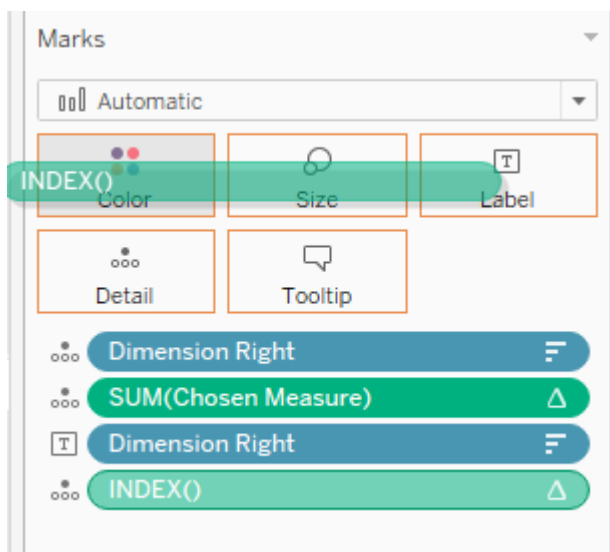 Marks
Automatic
INDEX()
Color
Size
T
Label
Detail
Tooltip
Dimension Right
SUM(Chosen Measure)
T
Dimension Right
INDEX()